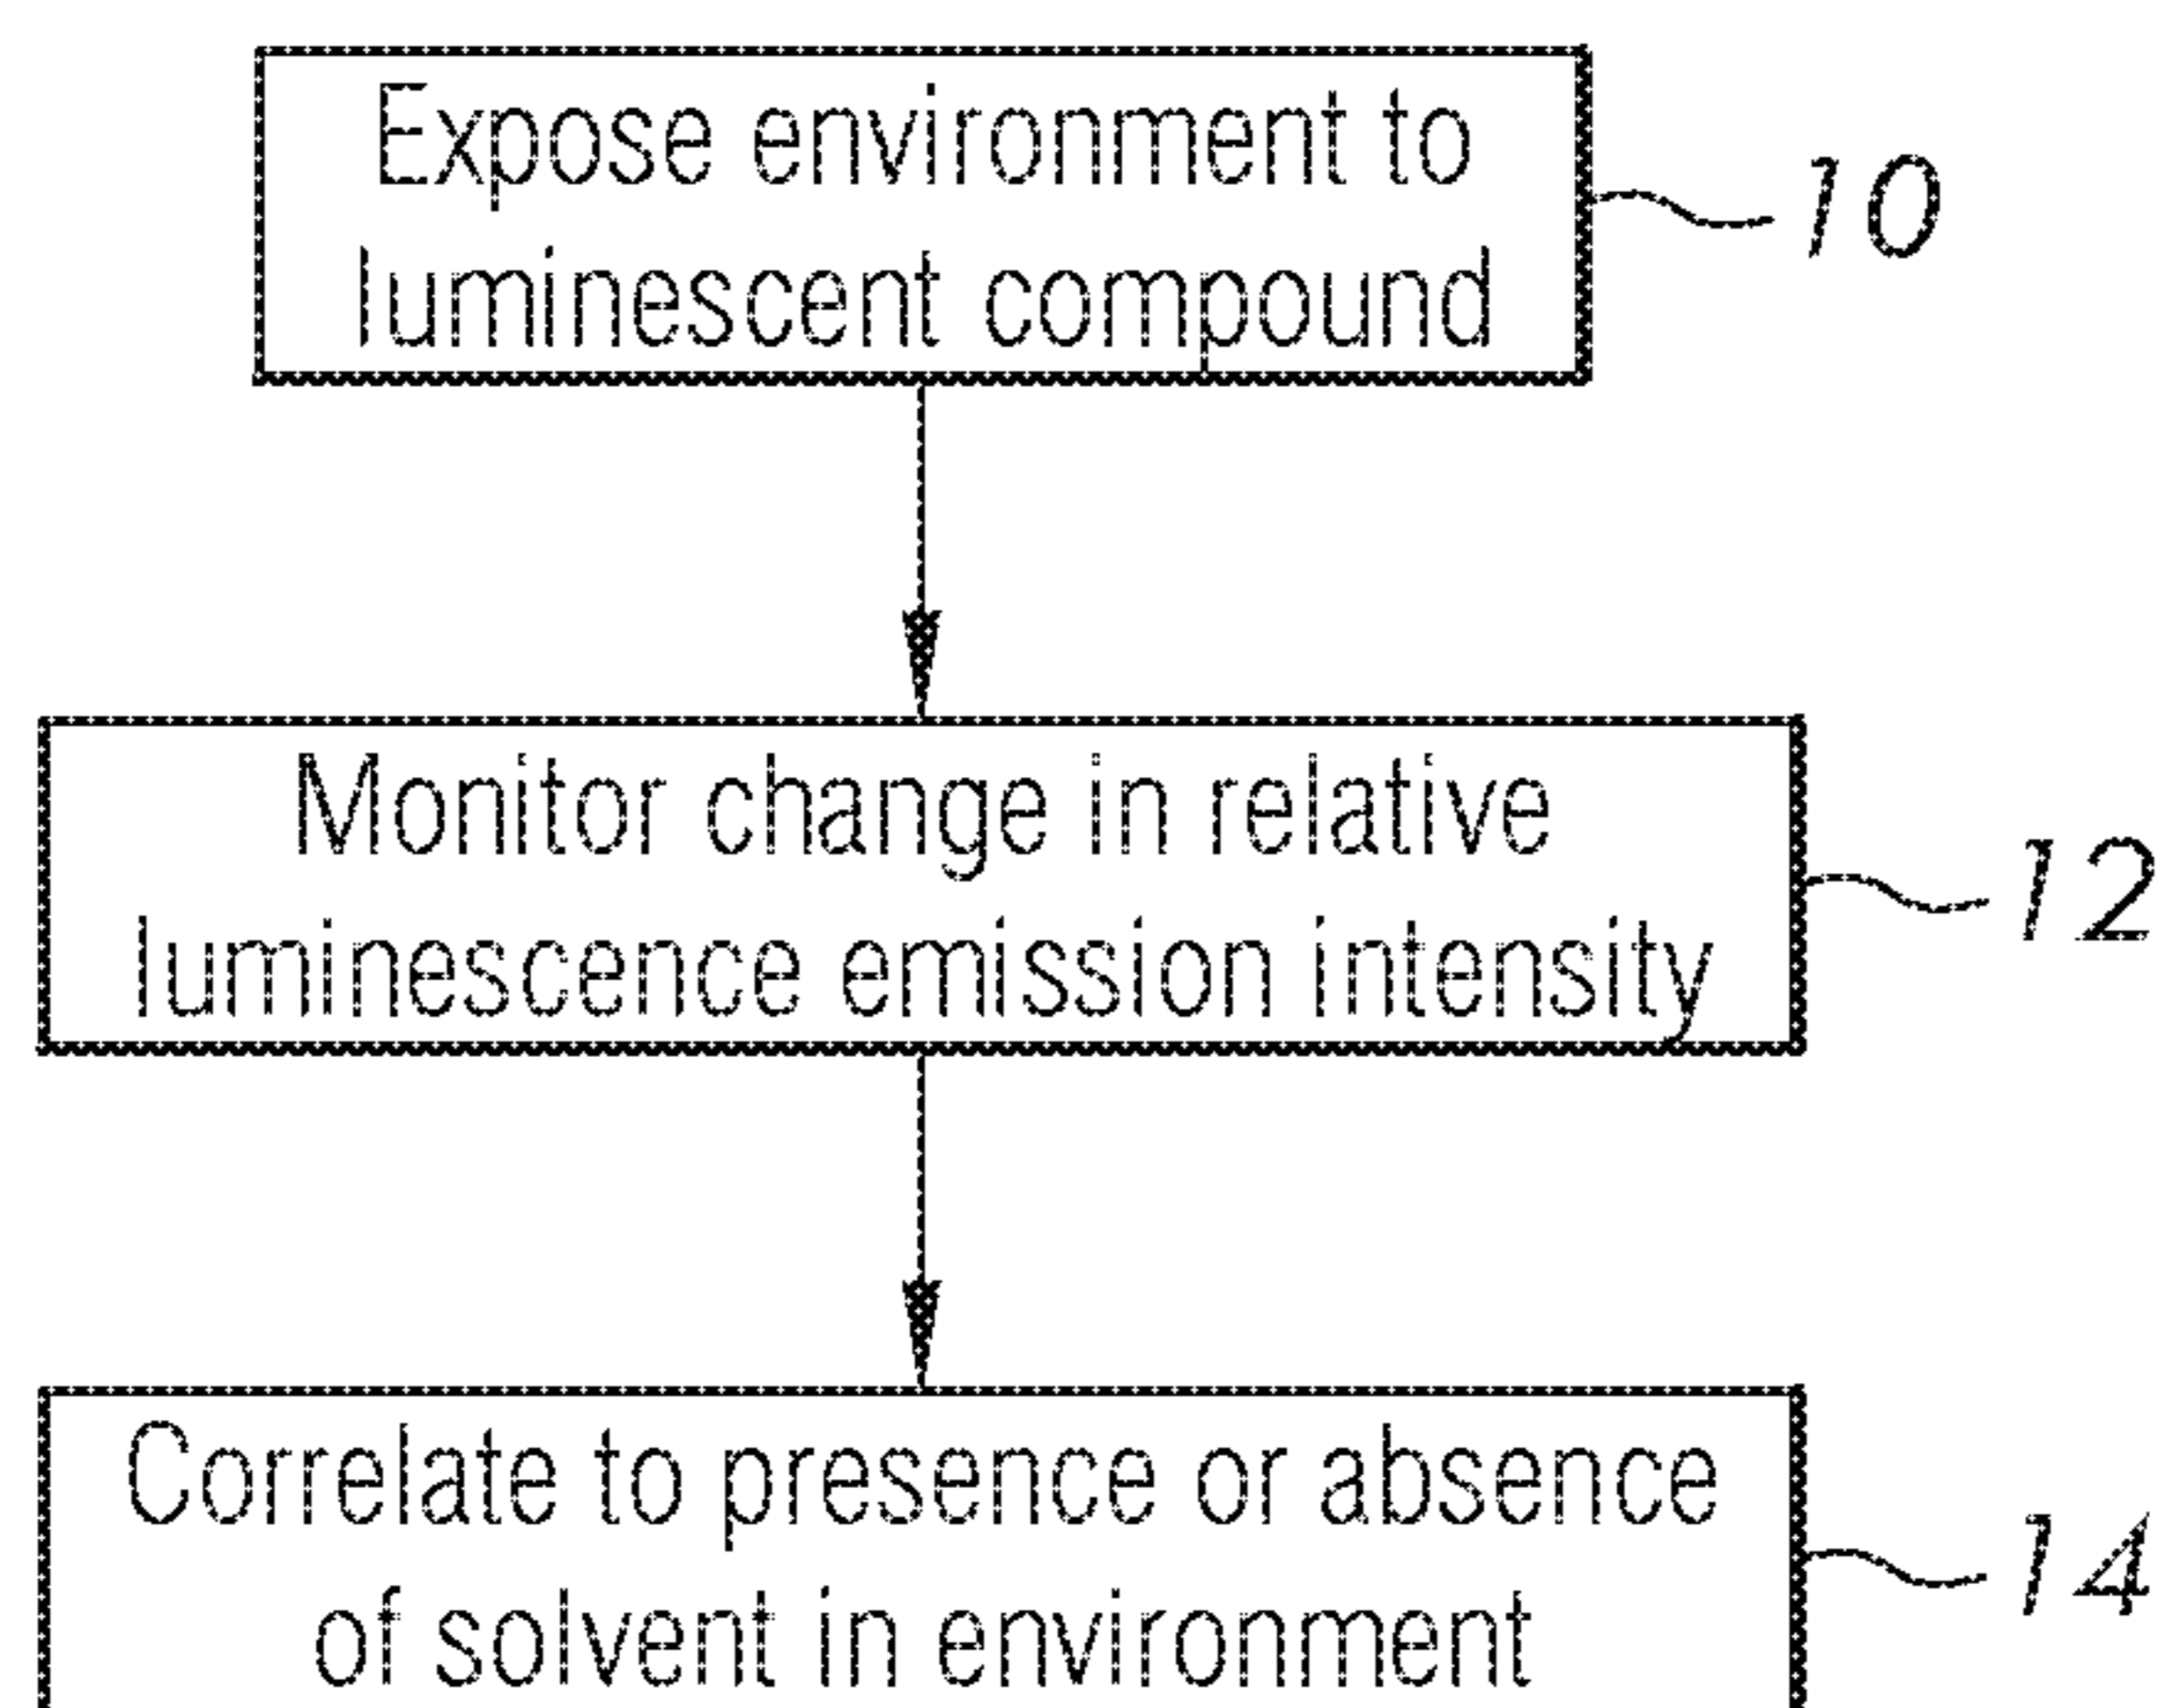 Expose environment to
luminescent compound
10
Monitor change in relative
luminescence emission intensity
12
Correlate to presence or absence
of solvent in environment
14